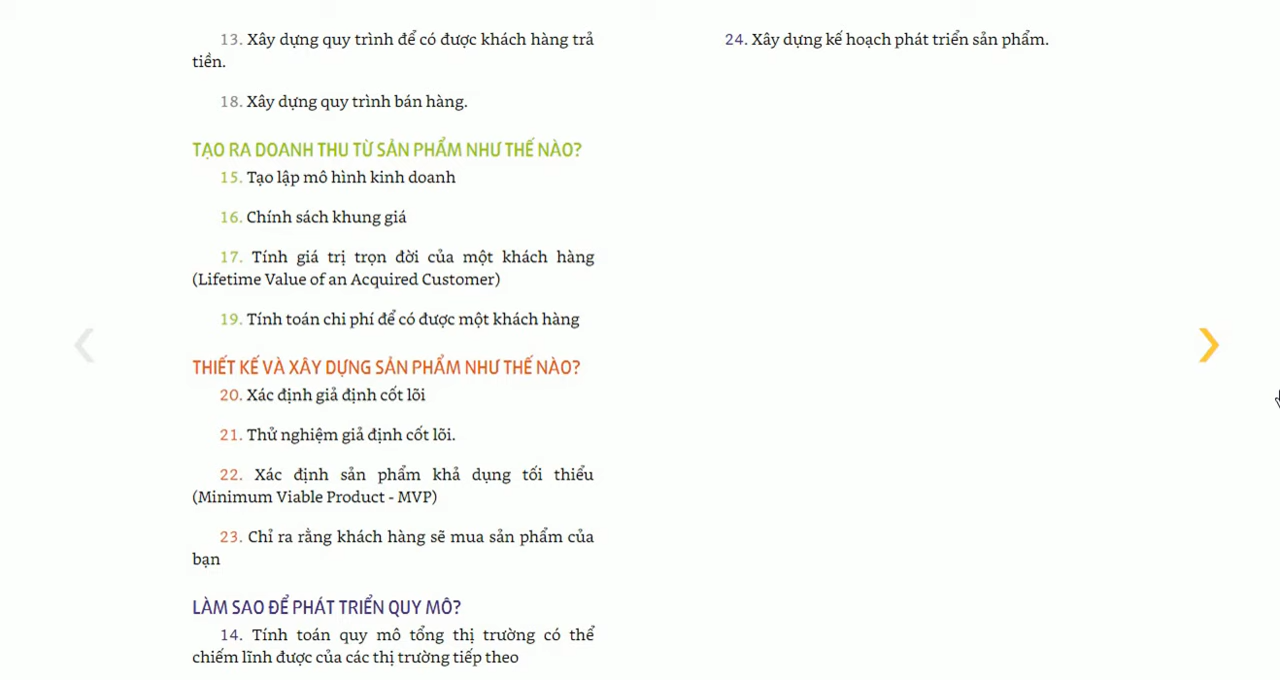 13. Xây dựng quy trình để có được khách hàng trả
tiền.
18. Xây dựng quy trình bán hàng.
TẠO RA DOANH THU TỪ SẢN PHẨM NHƯ THẾ NÀO?
15. Tạo lập mô hình kinh doanh
16. Chính sách khung giá
17. Tính giá trị trọn đời của một khách hàng
(Lifetime Value of an Acquired Customer)
19. Tính toán chi phí để có được một khách hàng
THIẾT KẾ VÀ XÂY DỰNG SẢN PHẨM NHƯ THẾ NÀO?
20. Xác định giả định cốt lõi
21. Thử nghiệm giả định cốt lõi.
22. Xác định sản phẩm khả dụng tối thiểu
(Minimum Viable Product - MVP)
23. Chỉ ra rằng khách hàng sẽ mua sản phẩm của
bạn
LÀM SAO ĐỂ PHÁT TRIỂN QUY MÔ?
14. Tính toán quy mô tổng thị trường có thể
chiếm lĩnh được của các thị trường tiếp theo
24. Xây dựng kế hoạch phát triển sản phẩm.